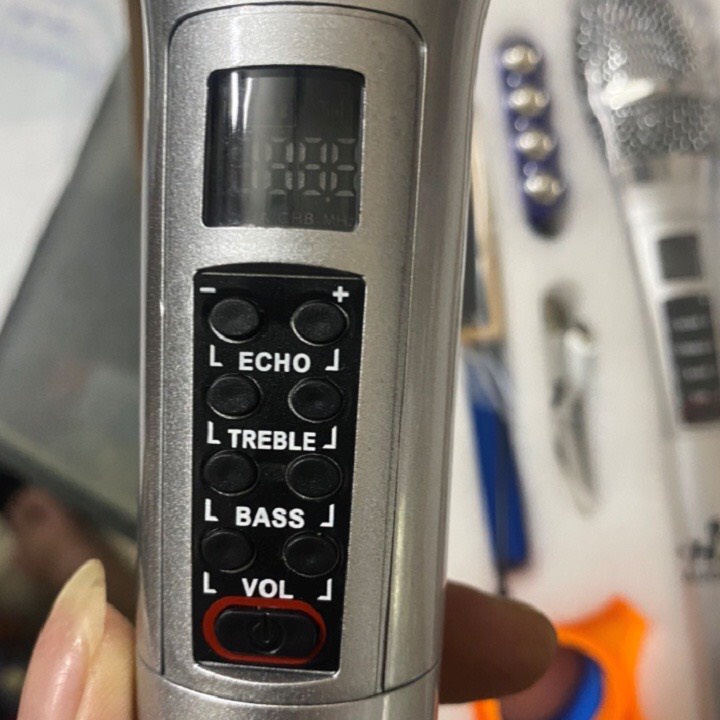 - +
ECHO
TREBLE
BASS
VOL